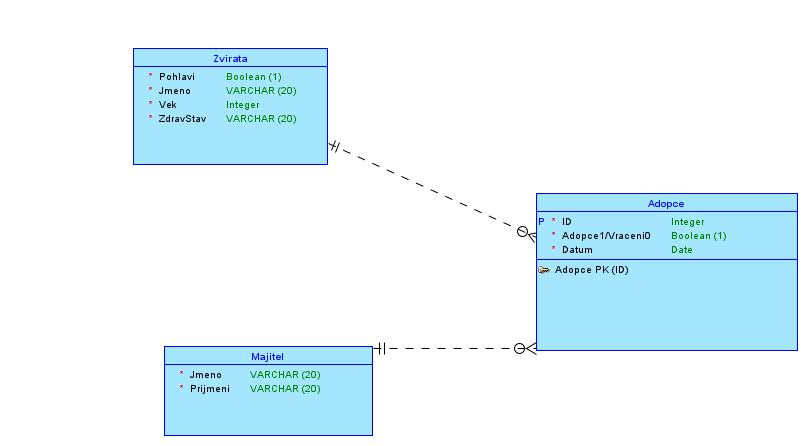 Zvirata
* Pohlavi Boolean (1)
* Jmeno VARCHAR (20)
* Vek Integer
* ZdravStav VARCHAR (20)
Adopce
P * ID Integer
* Adopce1/Vraceni0 Boolean (1)
* Datum Date
Adopce PK (ID)
Majitel
* Jmeno VARCHAR (20)
* Prijmeni VARCHAR (20)